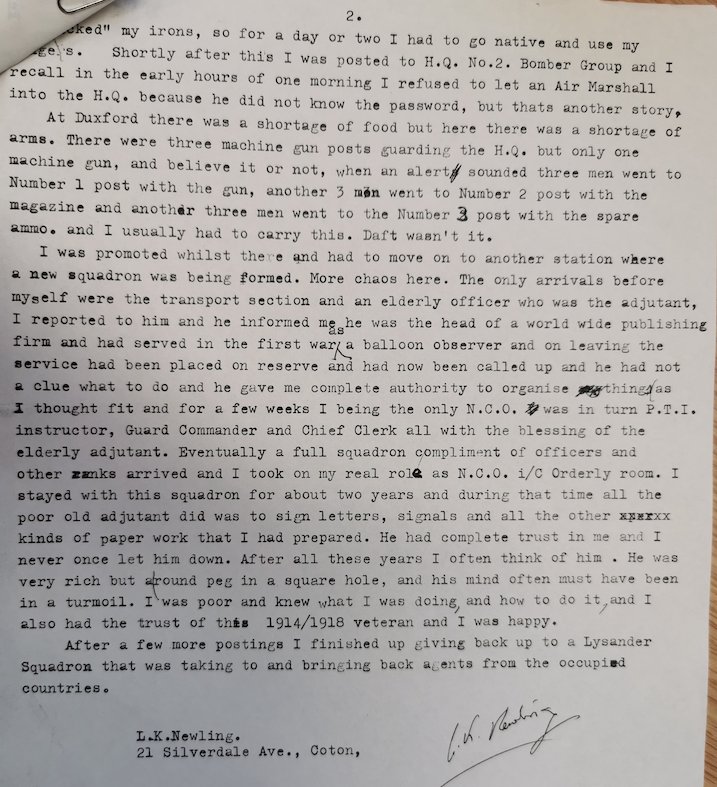 2.
my irons, so for a day or two I had to go native and use my
Shortly after this I was posted to H.Q. No.2. Bomber Group and I
recall in the early hours of one morning I refused to let an Air Marshall
into the H.Q. because he did not know the password, but thats another story,
At Duxford there was a shortage of food but here there was a shortage of
arms. There were three machine gun posts guarding the H.Q. but only one
machine gun, and believe it or not, when an alert sounded three men went to
Number 1 post with the gun, another 3 men went to Number 2 post with the
magazine and another three men went to the Number 3 post with the spare
ammo. and I usually had to carry this. Daft wasn't it.
I was promoted whilst there and had to move on to another station where
a new squadron was being formed. More chaos here. The only arrivals before
myself were the transport section and an elderly officer who was the adjutant,
I reported to him and he informed me he was the head of a world wide publishing
firm and had served in the first war as a balloon observer and on leaving the
service had been placed on reserve and had now been called up and he had not
a clue what to do and he gave me complete authority to organise things as
I thought fit and for a few weeks I being the only N.C.O. was in turn P.T.I.
instructor, Guard Commander and Chief Clerk all with the blessing of the
elderly adjutant. Eventually a full squadron compliment of officers and
other ranks arrived and I took on my real role as N.C.O. i/C Orderly room. I
stayed with this squadron for about two years and during that time all the
poor old adjutant did was to sign letters, signals and all the other
kinds of paper work that I had prepared. He had complete trust in me and I
never once let him down. After all these years I often think of him . He was
very rich but a round peg in a square hole, and his mind often must have been
in a turmoil. I was poor and knew what I was doing, and how to do it, and I
also had the trust of this 1914/1918 veteran and I was happy.
After a few more postings I finished up giving back up to a Lysander
Squadron that was taking to and bringing back agents from the occupied
countries.
L.K.Newling.
21 Silverdale Ave., Coton,
L.K. Newling